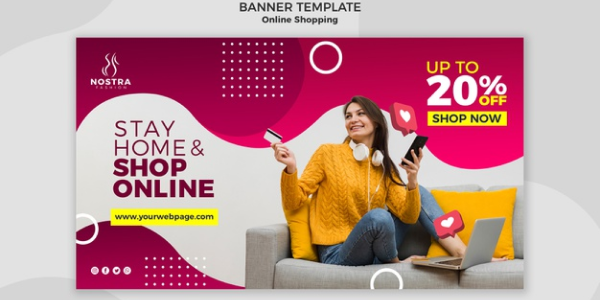 BANNER TEMPLATE
Online Shopping
NOSTRA
FASHION
STAY
HOME &
SHOP
ONLINE
www.yourwebpage.com
UP TO
20% OFF
SHOP NOW